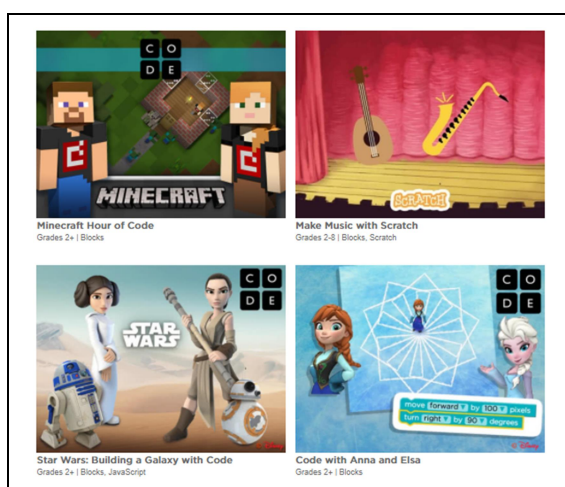 C O
D E
MINECRAFT
Minecraft Hour of Code
Grades 2+ | Blocks
SCRATCH
Make Music with Scratch
Grades 2-8 | Blocks, Scratch
STAR
WARS
C O
D E
© Disney
Star Wars: Building a Galaxy with Code
Grades 2+ | Blocks, JavaScript
C O
D E
move forward by 100 pixels
turn right by 90 degrees
© Disney
Code with Anna and Elsa
Grades 2+ | Blocks